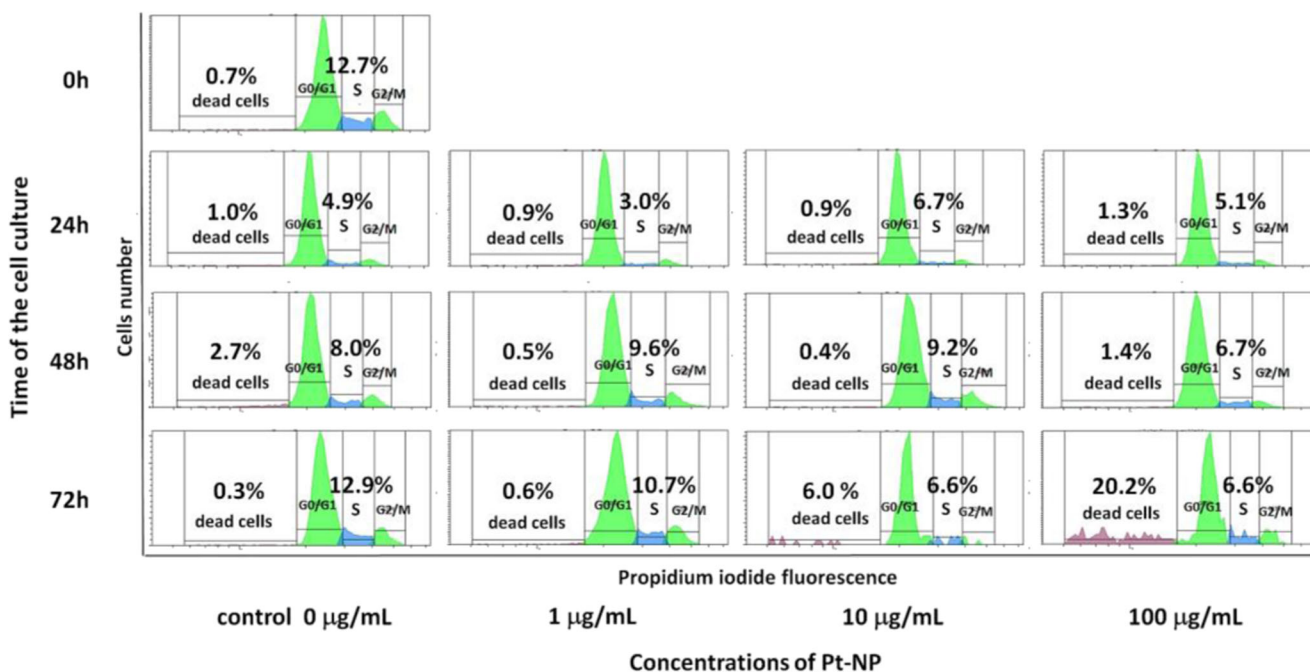 0h
0.7%
dead cells
G0/G1
12.7%
S
G2/M
24h
1.0%
dead cells
G0/G1
4.9%
S
G2/M
0.9%
dead cells
G0/G1
3.0%
S
G2/M
0.9%
dead cells
G0/G1
6.7%
S
G2/M
1.3%
dead cells
G0/G1
5.1%
S
G2/M
48h
2.7%
dead cells
G0/G1
8.0%
S
G2/M
0.5%
dead cells
G0/G1
9.6%
S
G2/M
0.4%
dead cells
G0/G1
9.2%
S
G2/M
1.4%
dead cells
G0/G1
6.7%
S
G2/M
72h
0.3%
dead cells
G0/G1
12.9%
S
G2/M
0.6%
dead cells
G0/G1
10.7%
S
G2/M
6.0 %
dead cells
G0/G1
6.6%
S
G2/M
20.2%
dead cells
G0/G1
6.6%
S
G2/M
Time of the cell culture
Cells number
Propidium iodide fluorescence
control 0 μg/mL
1 μg/mL
10 μg/mL
100 μg/mL
Concentrations of Pt-NP